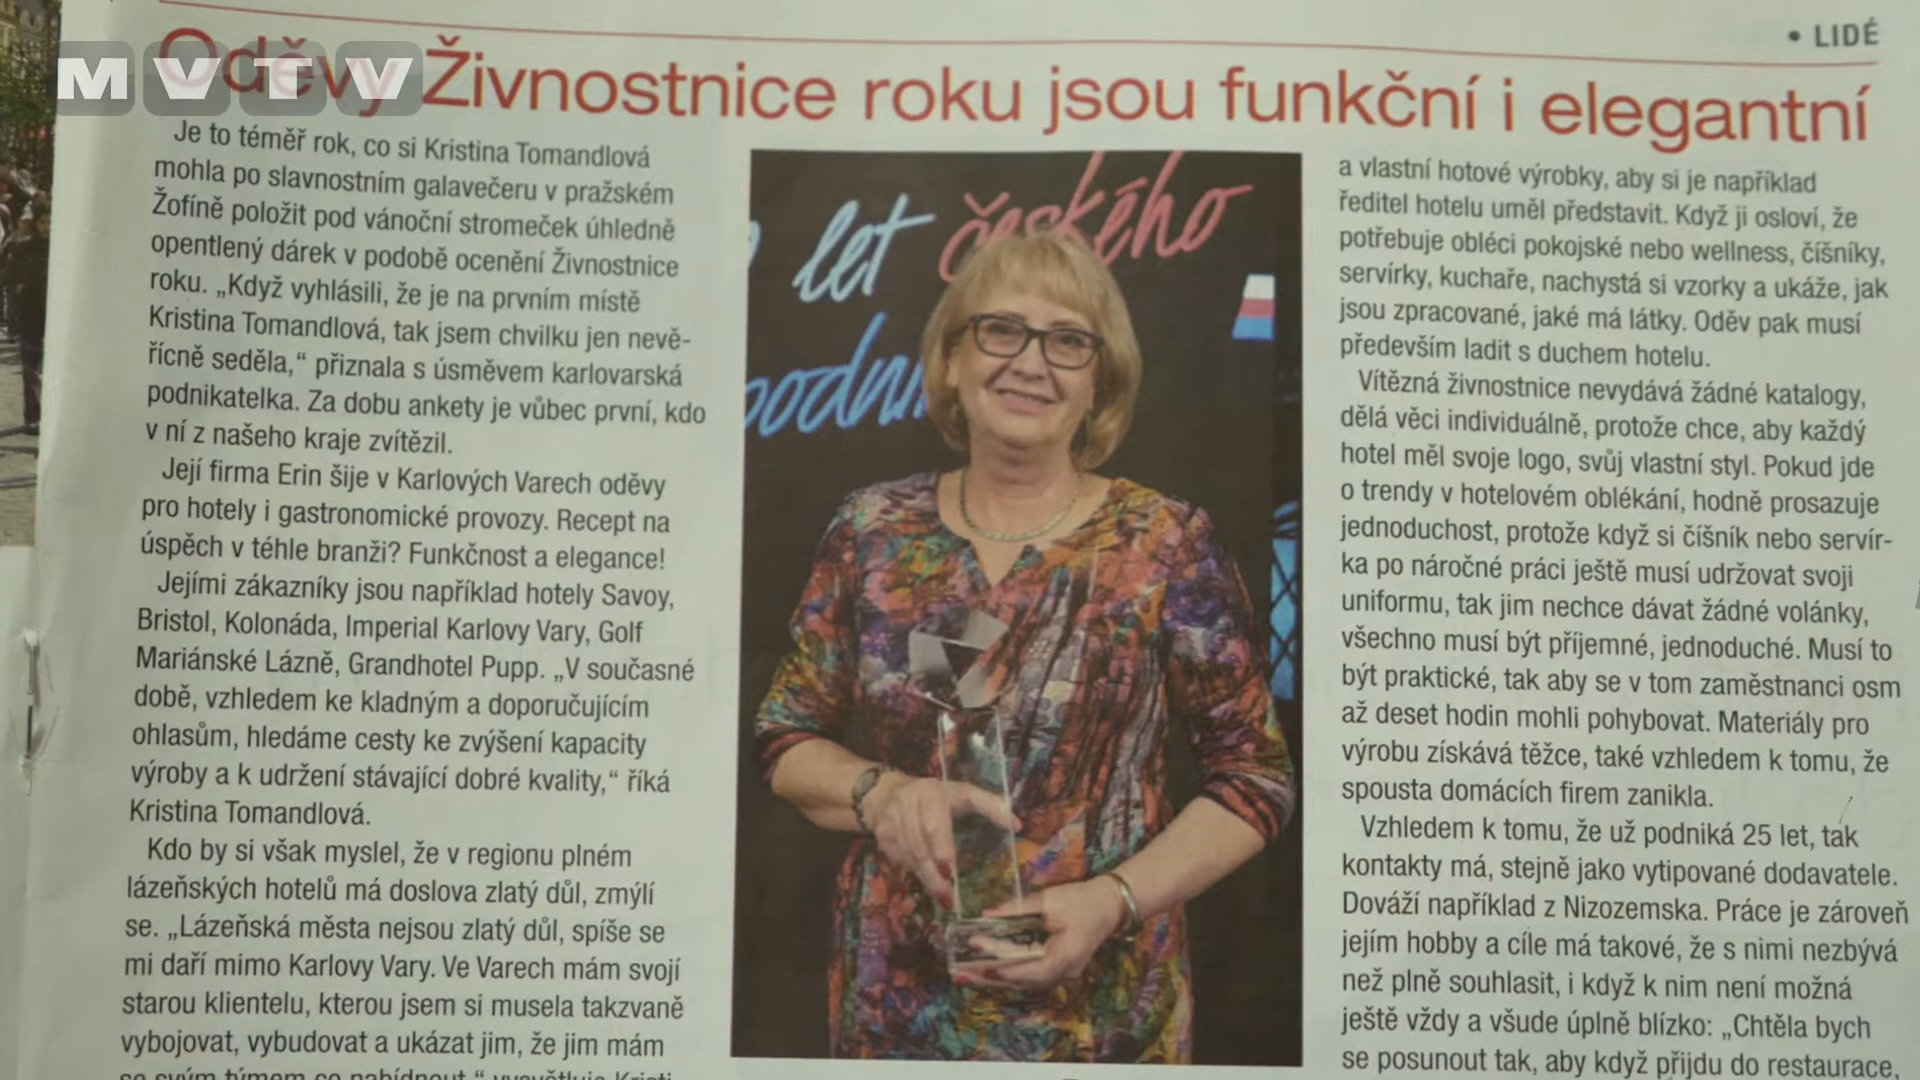 MVTV
• LIDÉ
Oděvy Živnostnice roku jsou funkční i elegantní
Je to téměř rok, co si Kristina Tomandlová
mohla po slavnostním galavečeru v pražském
Žofíně položit pod vánoční stromeček úhledně
opentlený dárek v podobě ocenění Živnostnice
roku. „Když vyhlásili, že je na prvním místě
Kristina Tomandlová, tak jsem chvilku jen nevě-
řícně seděla,“ přiznala s úsměvem karlovarská
podnikatelka. Za dobu ankety je vůbec první, kdo
v ní z našeho kraje zvítězil.
Její firma Erin šije v Karlových Varech oděvy
pro hotely i gastronomické provozy. Recept na
úspěch v téhle branži? Funkčnost a elegance!
Jejími zákazníky jsou například hotely Savoy,
Bristol, Kolonáda, Imperial Karlovy Vary, Golf
Mariánské Lázně, Grandhotel Pupp. „V současné
době, vzhledem ke kladným a doporučujícím
ohlasům, hledáme cesty ke zvýšení kapacity
výroby a k udržení stávající dobré kvality,“ říká
Kristina Tomandlová.
Kdo by si však myslel, že v regionu plném
lázeňských hotelů má doslova zlatý důl, zmýlí
se. „Lázeňská města nejsou zlatý důl, spíše se
mi daří mimo Karlovy Vary. Ve Varech mám svojí
starou klientelu, kterou jsem si musela takzvaně
vybojovat, vybudovat a ukázat jim, že jim mám
se svým týmem co nabídnout,“ vysvětluje Kristi
let českého
podni
a vlastní hotové výrobky, aby si je například
ředitel hotelu uměl představit. Když ji osloví, že
potřebuje obléci pokojské nebo wellness, číšníky,
servírky, kuchaře, nachystá si vzorky a ukáže, jak
jsou zpracované, jaké má látky. Oděv pak musí
především ladit s duchem hotelu.
Vítězná živnostnice nevydává žádné katalogy,
dělá věci individuálně, protože chce, aby každý
hotel měl svoje logo, svůj vlastní styl. Pokud jde
o trendy v hotelovém oblékání, hodně prosazuje
jednoduchost, protože když si číšník nebo servír-
ka po náročné práci ještě musí udržovat svoji
uniformu, tak jim nechce dávat žádné volánky,
všechno musí být příjemné, jednoduché. Musí to
být praktické, tak aby se v tom zaměstnanci osm
až deset hodin mohli pohybovat. Materiály pro
výrobu získává těžce, také vzhledem k tomu, že
spousta domácích firem zanikla.
Vzhledem k tomu, že už podniká 25 let, tak
kontakty má, stejně jako vytipované dodavatele.
Dováží například z Nizozemska. Práce je zároveň
jejím hobby a cíle má takové, že s nimi nezbývá
než plně souhlasit, i když k nim není možná
ještě vždy a všude úplně blízko: „Chtěla bych
se posunout tak, aby když přijdu do restaurace,